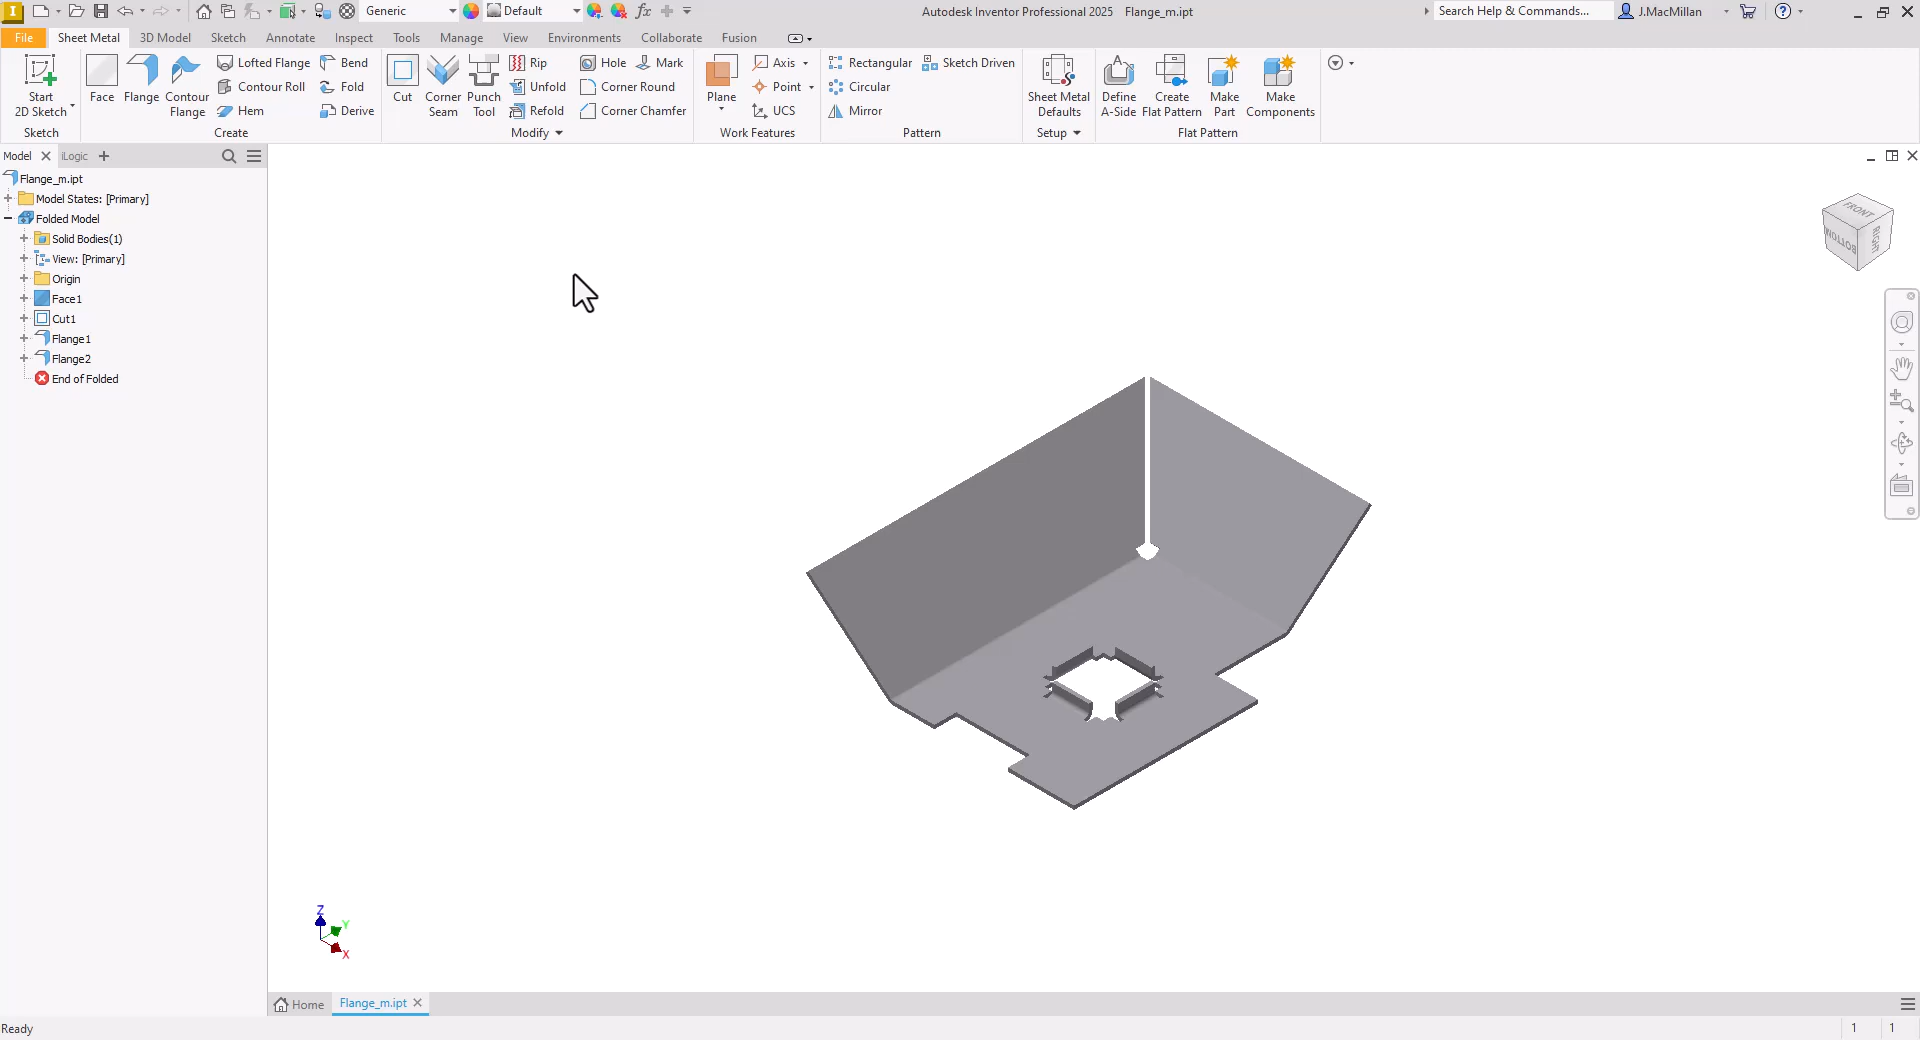 Generic
Default
Autodesk Inventor Professional 2025 Flange_m.ipt
Search Help & Commands...
J.MacMillan
File
Sheet Metal
3D Model
Sketch
Annotate
Inspect
Tools
Manage
View
Environments
Collaborate
Fusion
Start
2D Sketch
Sketch
Face
Flange
Contour
Flange
Lofted Flange
Contour Roll
Hem
Bend
Fold
Derive
Create
Cut
Corner
Seam
Punch
Tool
Rip
Unfold
Refold
Hole
Mark
Corner Round
Corner Chamfer
Modify
Plane
Axis
Point
UCS
Work Features
Rectangular
Circular
Mirror
Sketch Driven
Pattern
Sheet Metal
Defaults
Setup
Define
A-Side
Create
Flat Pattern
Make
Part
Make
Components
Flat Pattern
Model
iLogic
Flange_m.ipt
Model States: [Primary]
Folded Model
Solid Bodies(1)
View: [Primary]
Origin
Face1
Cut1
Flange1
Flange2
End of Folded
FRONT
BOTTOM
RIGHT
Z
Y
X
Home
Flange_m.ipt
Ready
1
1